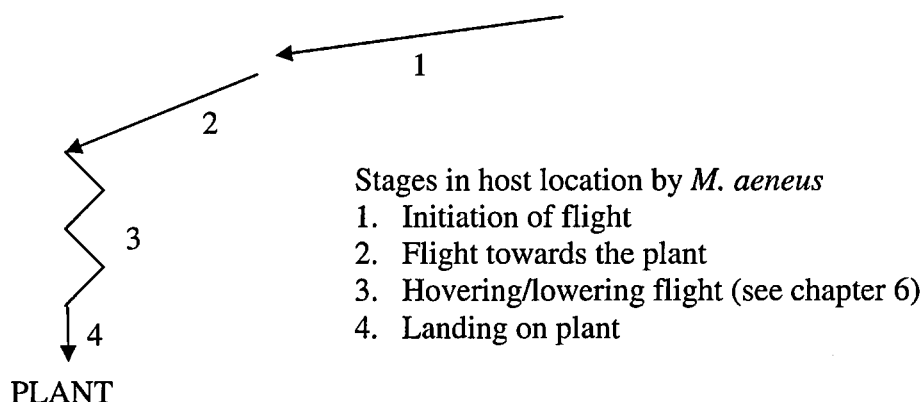 1
2
3
4
PLANT
Stages in host location by M. aeneus
1. Initiation of flight
2. Flight towards the plant
3. Hovering/lowering flight (see chapter 6)
4. Landing on plant